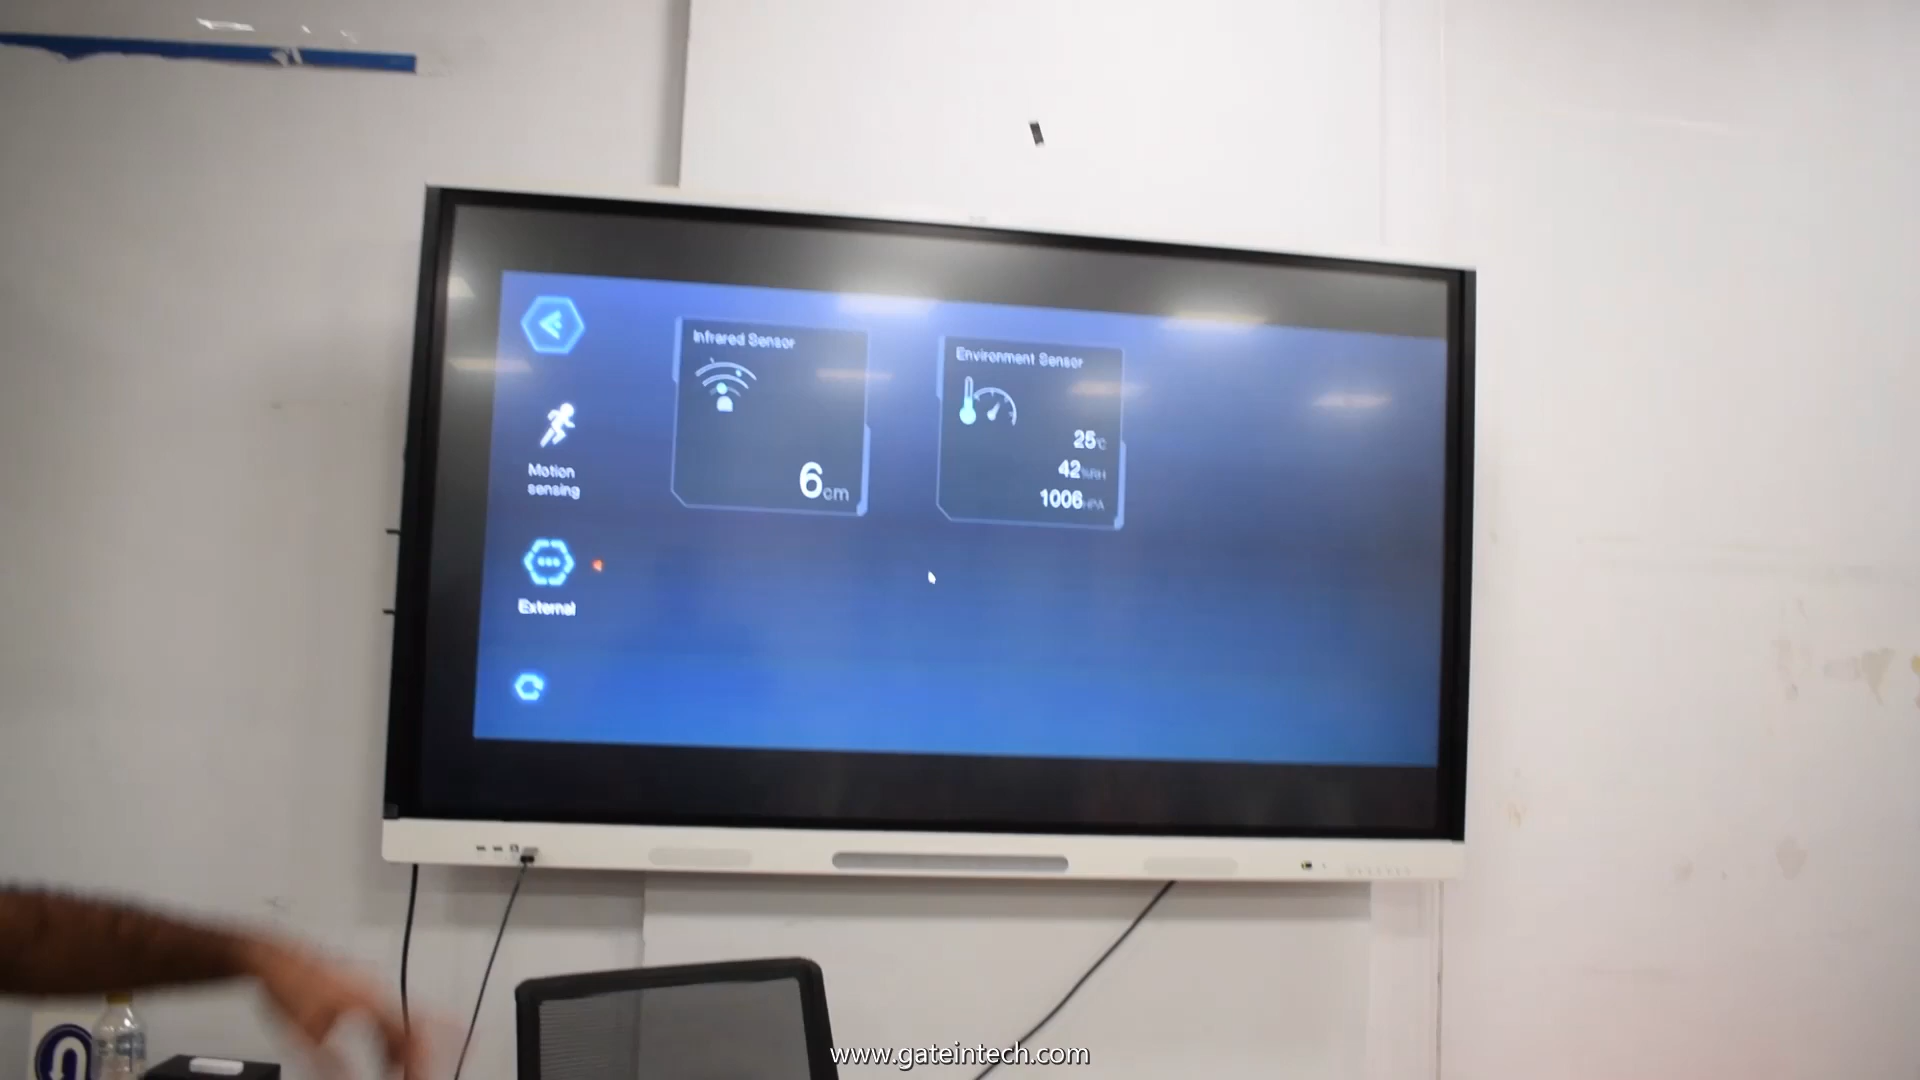 Infrared Sensor
6cm
Environment Sensor
25°C
42%RH
1006HPA
Motion
sensing
External
www.gateintech.com